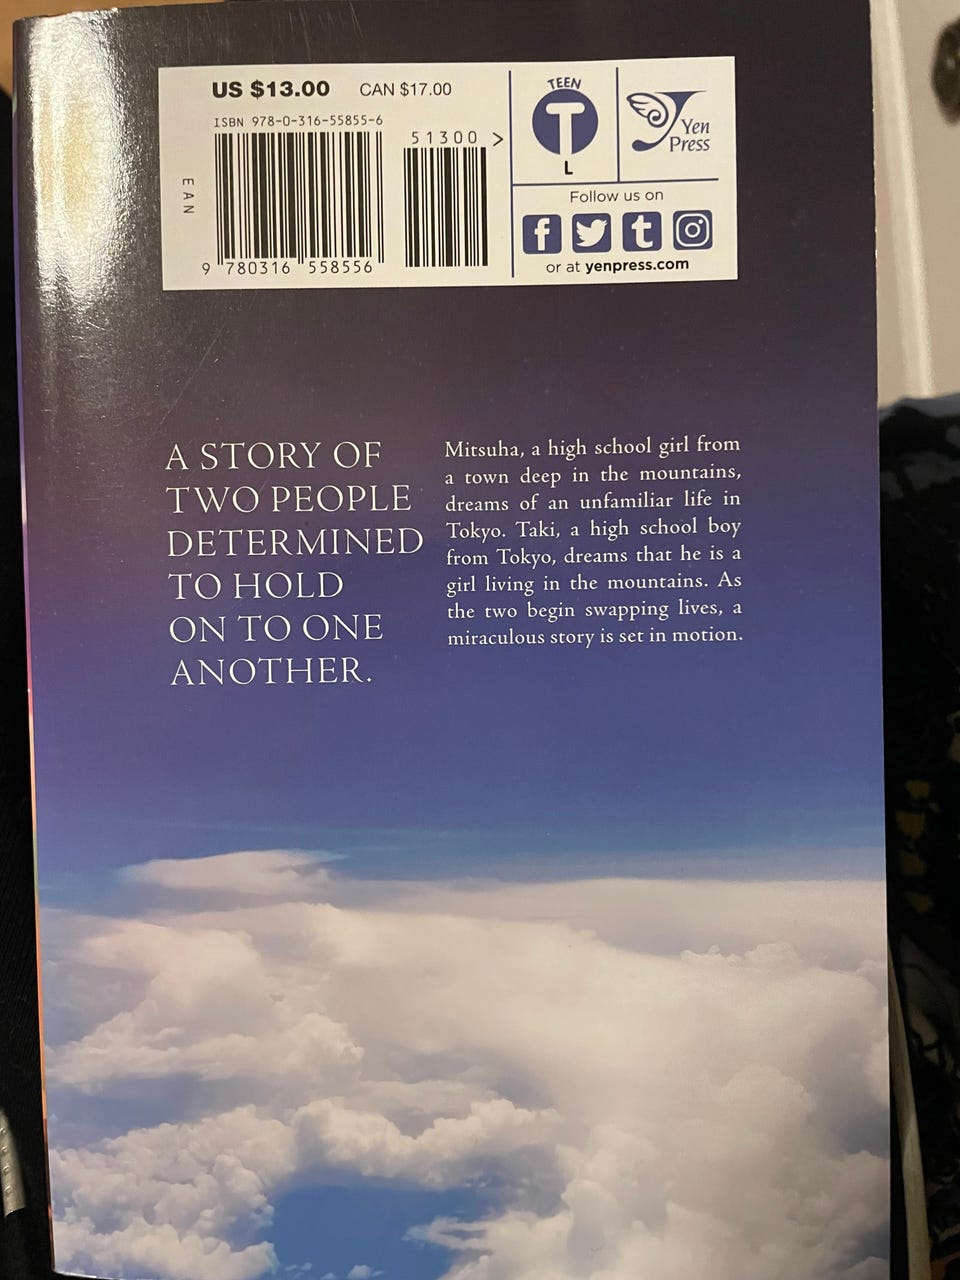 US $13.00 CAN $17.00
ISBN 978-0-316-55855-6
51300 >
EAN
9 780316 558556
TEEN
T
L
Yen
Press
Follow us on
f t
or at yenpress.com
A STORY OF
TWO PEOPLE
DETERMINED
TO HOLD
ON TO ONE
ANOTHER.
Mitsuha, a high school girl from
a town deep in the mountains,
dreams of an unfamiliar life in
Tokyo. Taki, a high school boy
from Tokyo, dreams that he is a
girl living in the mountains. As
the two begin swapping lives, a
miraculous story is set in motion.